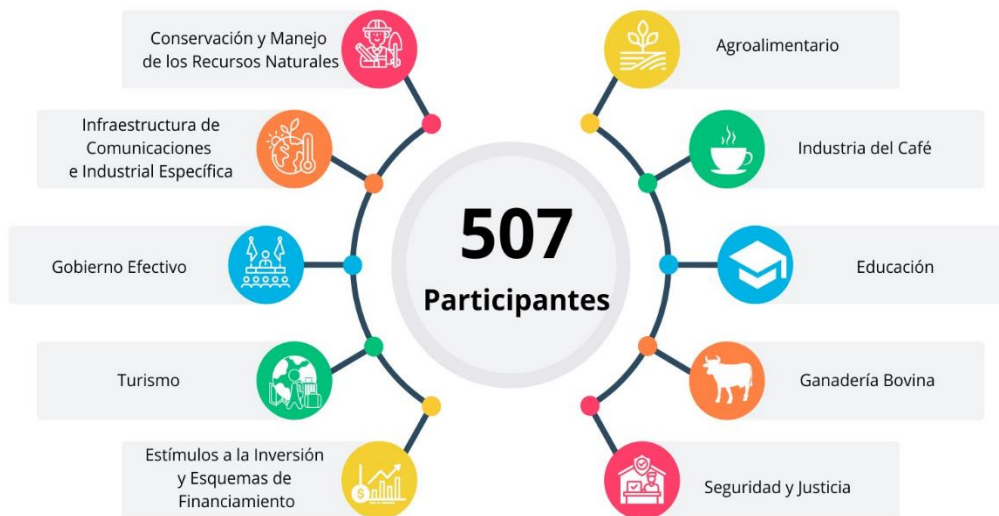 Conservación y Manejo
de los Recursos Naturales
Infraestructura de
Comunicaciones
e Industrial Específica
Gobierno Efectivo
Turismo
Estímulos a la Inversión
y Esquemas de
Financiamiento
507
Participantes
Agroalimentario
Industria del Café
Educación
Ganadería Bovina
Seguridad y Justicia